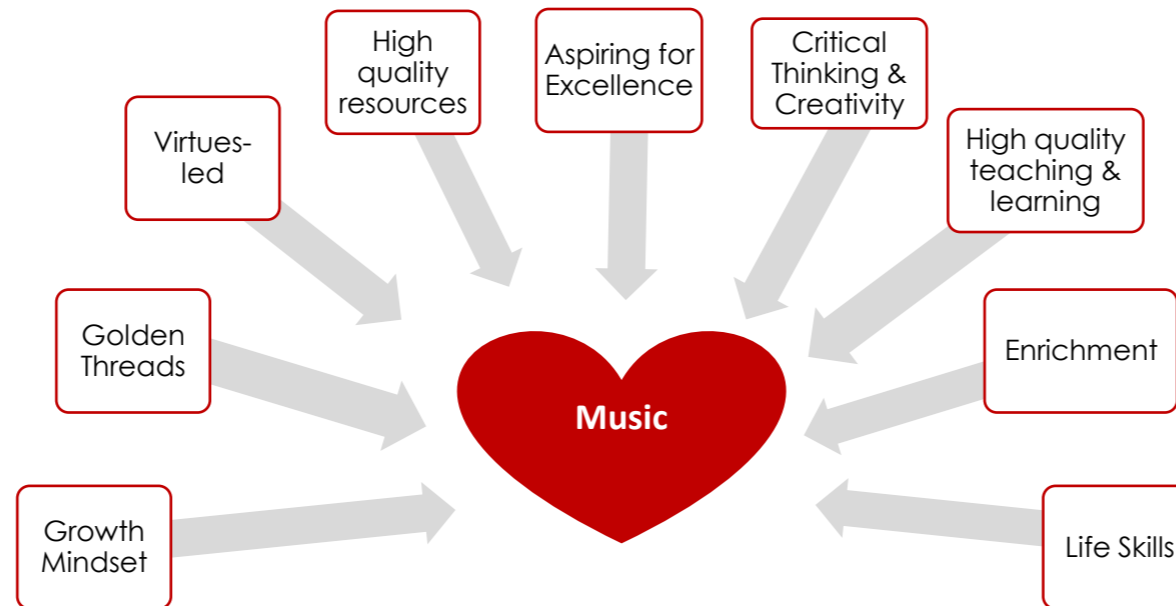 High
quality
resources
Aspiring for
Excellence
Critical
Thinking &
Creativity
Virtues-
led
High quality
teaching &
learning
Golden
Threads
Enrichment
Music
Growth
Mindset
Life Skills